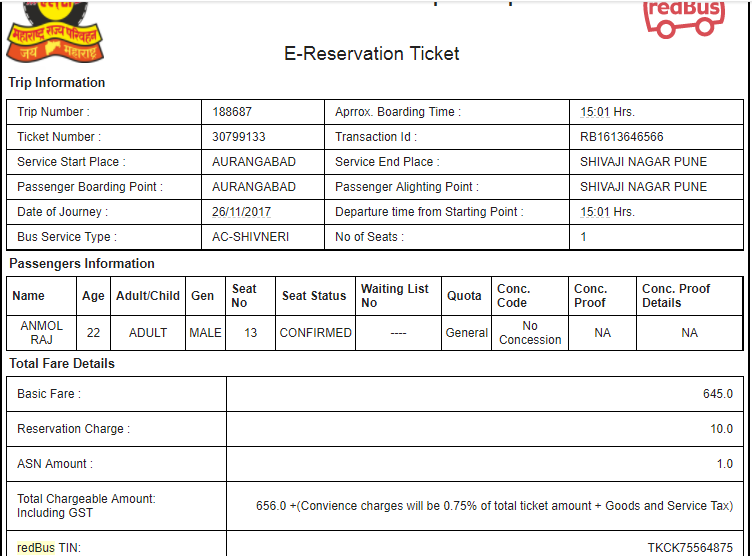 महाराष्ट्र राज्य परिवहन
जय महाराष्ट्र
redBus
E-Reservation Ticket
Trip Information
Trip Number : 188687 Aprrox. Boarding Time : 15:01 Hrs.
Ticket Number : 30799133 Transaction Id : RB1613646566
Service Start Place : AURANGABAD Service End Place : SHIVAJI NAGAR PUNE
Passenger Boarding Point : AURANGABAD Passenger Alighting Point : SHIVAJI NAGAR PUNE
Date of Journey : 26/11/2017 Departure time from Starting Point : 15:01 Hrs.
Bus Service Type : AC-SHIVNERI No of Seats : 1
Passengers Information
Name Age Adult/Child Gen Seat No Seat Status Waiting List No Quota Conc. Code Conc. Proof Conc. Proof Details
ANMOL RAJ 22 ADULT MALE 13 CONFIRMED ---- General No Concession NA NA
Total Fare Details
Basic Fare : 645.0
Reservation Charge : 10.0
ASN Amount : 1.0
Total Chargeable Amount: Including GST 656.0 +(Convience charges will be 0.75% of total ticket amount + Goods and Service Tax)
redBus TIN: TKCK75564875